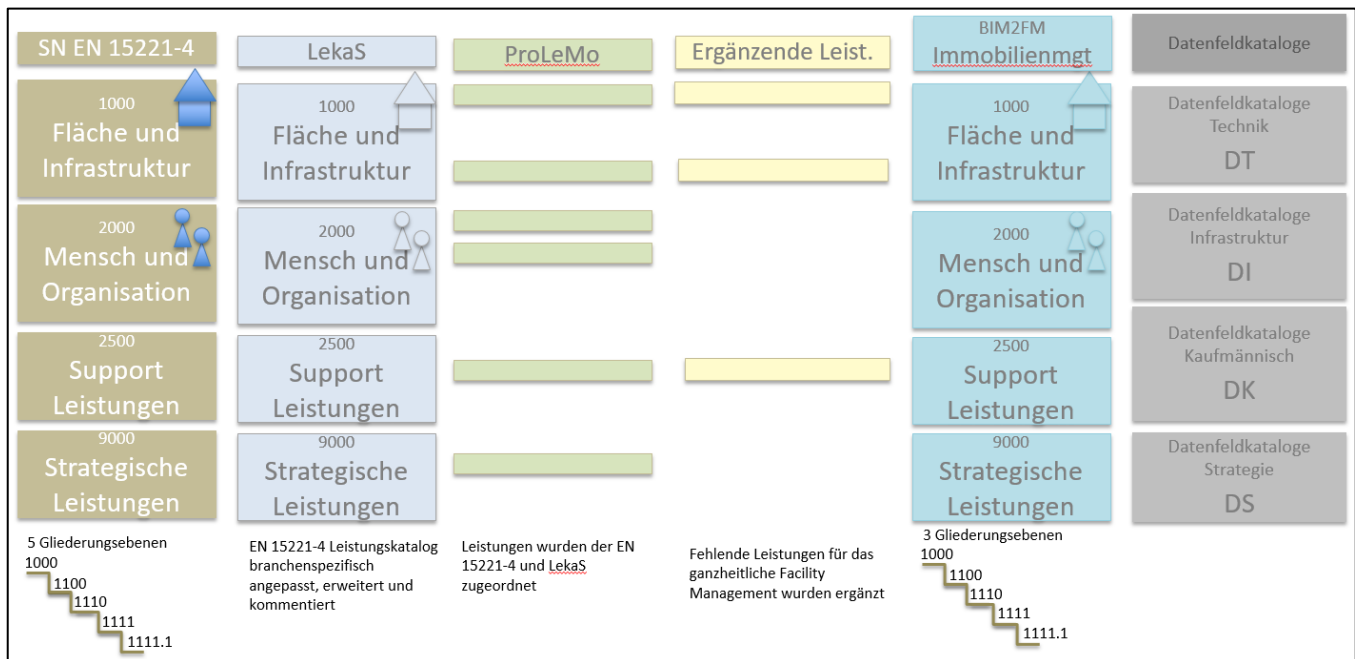 SN EN 15221-4
1000
Fläche und
Infrastruktur
2000
Mensch und
Organisation
2500
Support
Leistungen
9000
Strategische
Leistungen
5 Gliederungsebenen
1000
1100
1110
1111
1111.1
LekaS
1000
Fläche und
Infrastruktur
2000
Mensch und
Organisation
2500
Support
Leistungen
9000
Strategische
Leistungen
EN 15221-4 Leistungskatalog
branchenspezifisch
angepasst, erweitert und
kommentiert
ProLeMo
Leistungen wurden der EN
15221-4 und LekaS
zugeordnet
Ergänzende Leist.
Fehlende Leistungen für das
ganzheitliche Facility
Management wurden ergänzt
BIM2FM
Immobilienmgt
1000
Fläche und
Infrastruktur
2000
Mensch und
Organisation
2500
Support
Leistungen
9000
Strategische
Leistungen
3 Gliederungsebenen
1000
1100
1110
1111
1111.1
Datenfeldkataloge
Datenfeldkataloge
Technik
DT
Datenfeldkataloge
Infrastruktur
DI
Datenfeldkataloge
Kaufmännisch
DK
Datenfeldkataloge
Strategie
DS